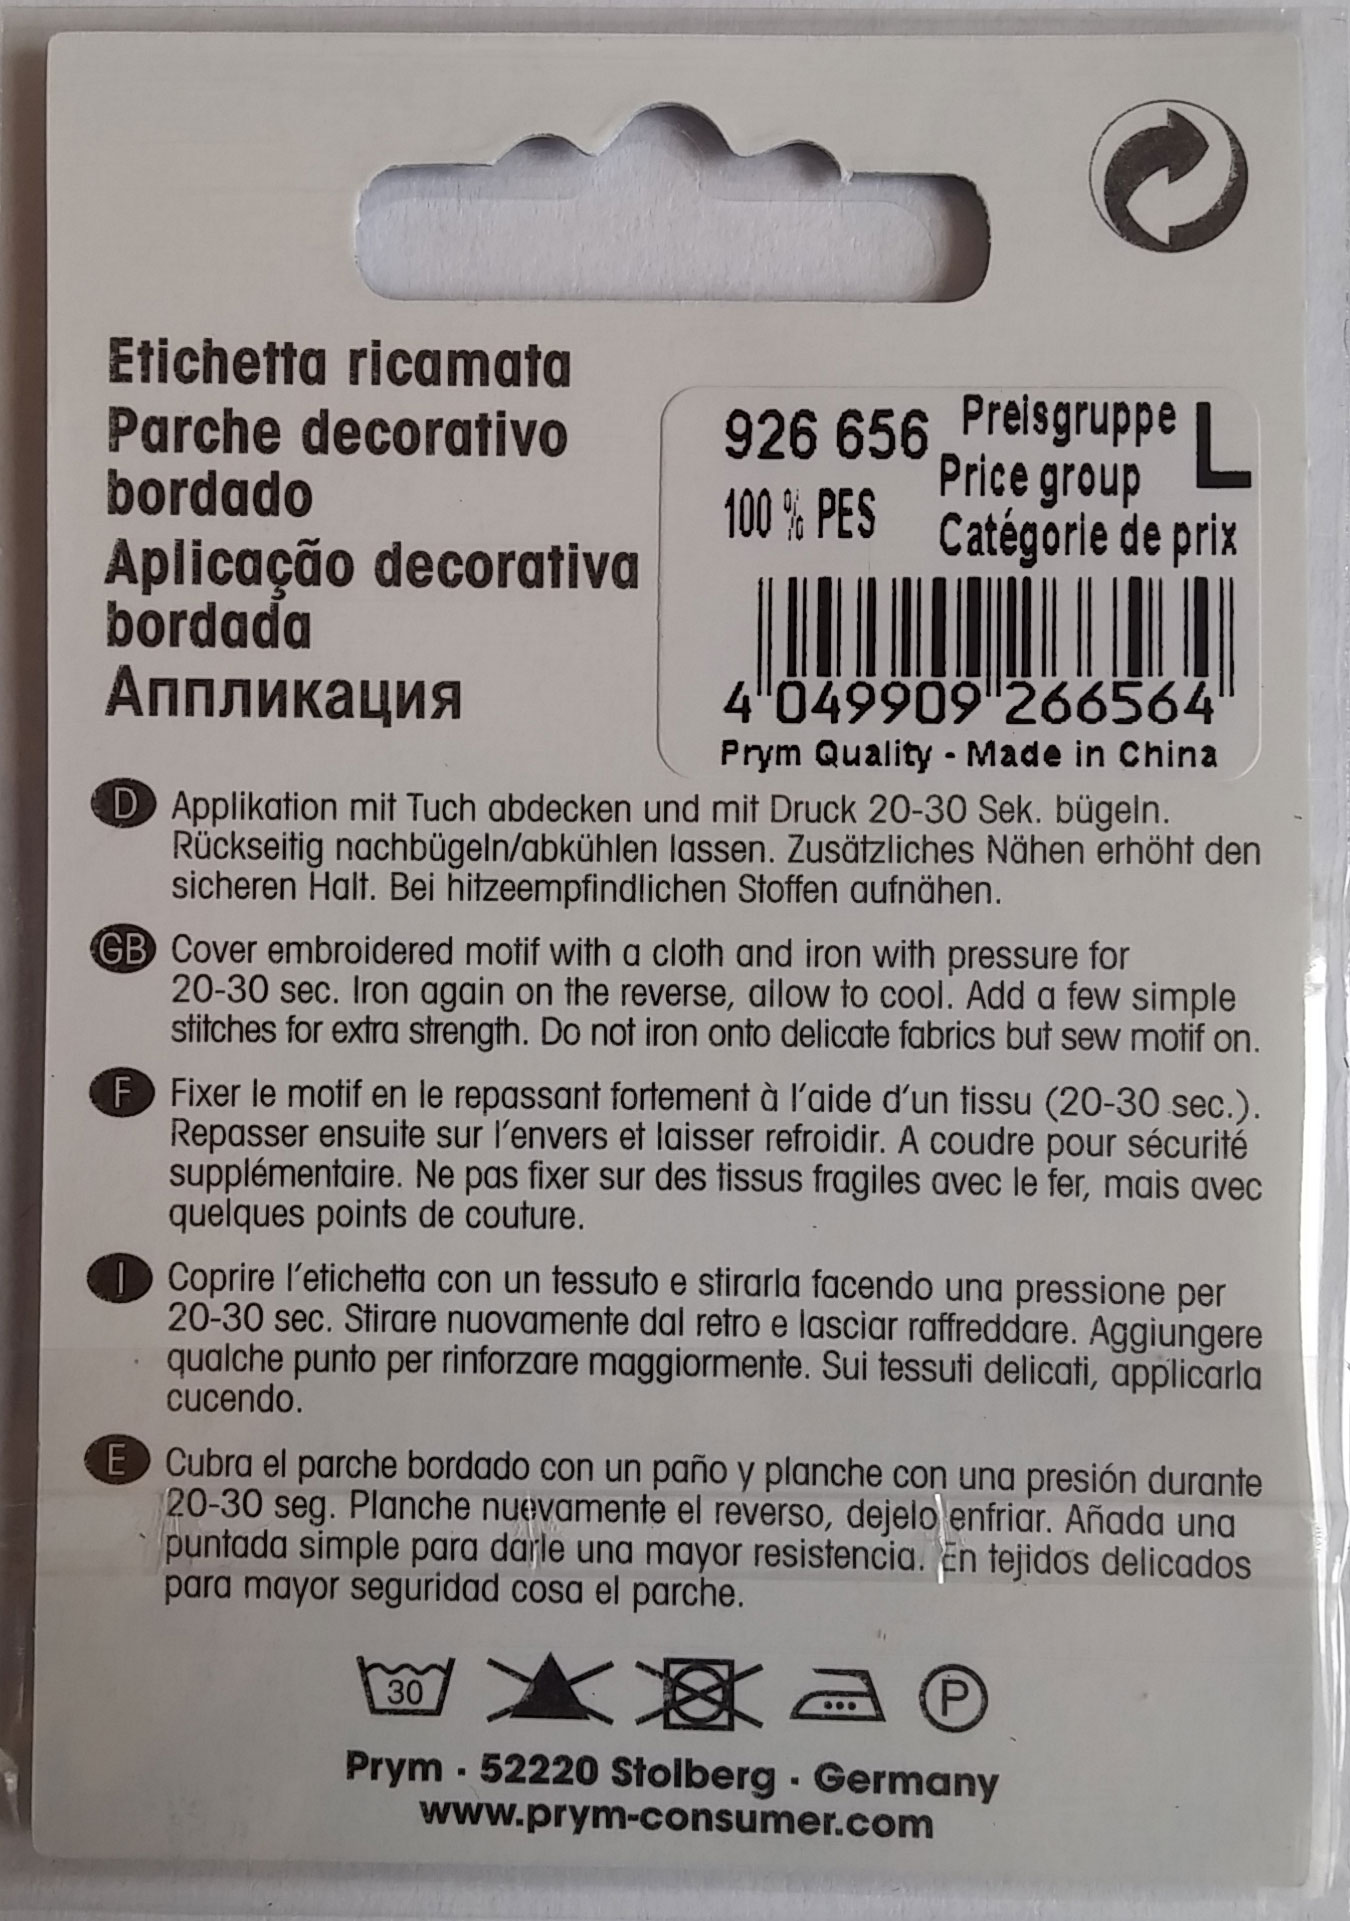 Etichetta ricamata
Parche decorativo
bordado
Aplicação decorativa
bordada
Аппликация
926 656 Preisgruppe L
Price group
100 % PES
Catégorie de prix
4 049909 266564
Prym Quality - Made in China
D Applikation mit Tuch abdecken und mit Druck 20-30 Sek. bügeln.
Rückseitig nachbügeln/abkühlen lassen. Zusätzliches Nähen erhöht den
sicheren Halt. Bei hitzeempfindlichen Stoffen aufnähen.
GB Cover embroidered motif with a cloth and iron with pressure for
20-30 sec. Iron again on the reverse, allow to cool. Add a few simple
stitches for extra strength. Do not iron onto delicate fabrics but sew motif on.
F Fixer le motif en le repassant fortement à l'aide d'un tissu (20-30 sec.).
Repasser ensuite sur l'envers et laisser refroidir. A coudre pour sécurité
supplémentaire. Ne pas fixer sur des tissus fragiles avec le fer, mais avec
quelques points de couture.
I Coprire l'etichetta con un tessuto e stirarla facendo una pressione per
20-30 sec. Stirare nuovamente dal retro e lasciar raffreddare. Aggiungere
qualche punto per rinforzare maggiormente. Sui tessuti delicati, applicarla
cucendo.
E Cubra el parche bordado con un paño y planche con una presión durante
20-30 seg. Planche nuevamente el reverso, dejelo enfriar. Añada una
puntada simple para darle una mayor resistencia. En tejidos delicados
para mayor seguridad cosa el parche.
30 P
Prym · 52220 Stolberg · Germany
www.prym-consumer.com